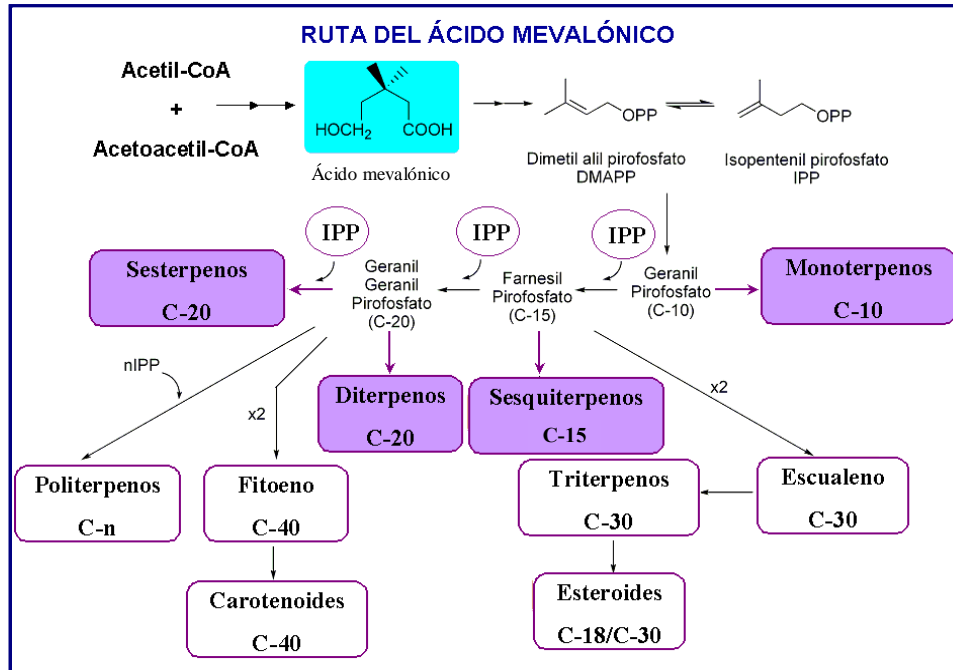 RUTA DEL ÁCIDO MEVALÓNICO
Acetil-CoA
+
Acetoacetil-CoA
HOCH₂
COOH
Ácido mevalónico
OPP
Dimetil alil pirofosfato
DMAPP
OPP
Isopentenil pirofosfato
IPP
IPP
IPP
IPP
Sesterpenos
C-20
Geranil
Geranil
Pirofosfato
(C-20)
Farnesil
Pirofosfato
(C-15)
Geranil
Pirofosfato
(C-10)
Monoterpenos
C-10
nIPP
x2
Diterpenos
C-20
Sesquiterpenos
C-15
x2
Politerpenos
C-n
Fitoeno
C-40
Triterpenos
C-30
Escualeno
C-30
Carotenoides
C-40
Esteroides
C-18/C-30